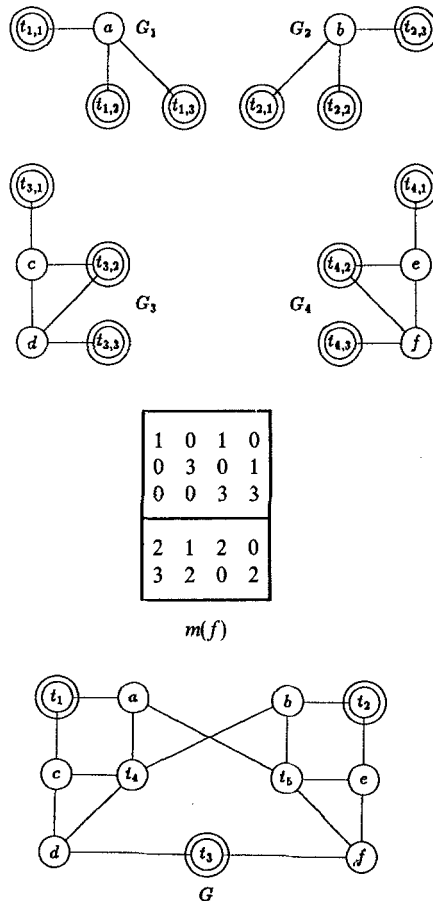 t1,1 a G1 G2 b t2,3
t1,2 t1,3 t2,1 t2,2
t3,1 t4,1
c t3,2 t4,2 e
G3 G4
d t3,3 t4,3 f
1 0 1 0
0 3 0 1
0 0 3 3
2 1 2 0
3 2 0 2
m(f)
t1 a b t2
c t4 t5 e
d t3 f
G